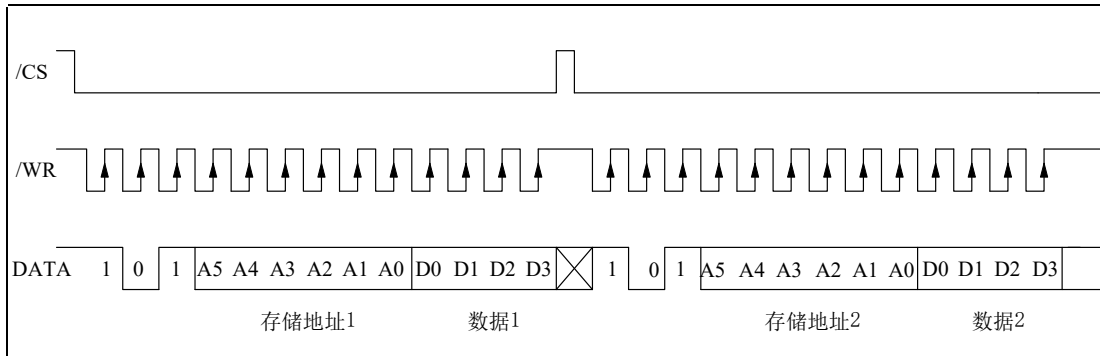 /CS
/WR
DATA 1 0 1 A5 A4 A3 A2 A1 A0 D0 D1 D2 D3 1 0 1 A5 A4 A3 A2 A1 A0 D0 D1 D2 D3
存储地址1 数据1 存储地址2 数据2